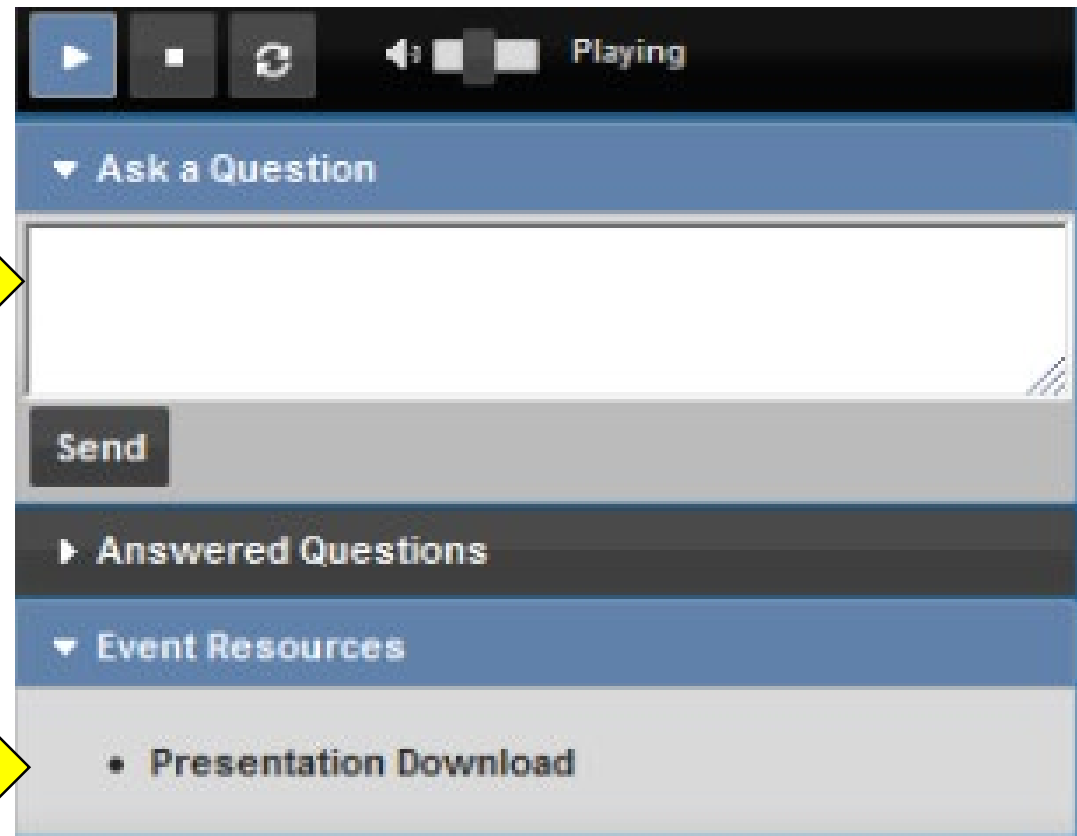 Playing
Ask a Question
Send
Answered Questions
Event Resources
• Presentation Download